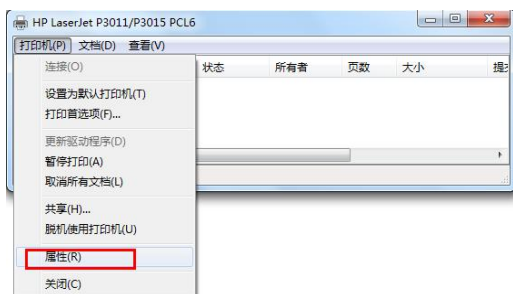 HP LaserJet P3011/P3015 PCL6
打印机(P) 文档(D) 查看(V)
连接(O)
状态 所有者 页数 大小
设置为默认打印机(T)
打印首选项(F)...
更新驱动程序(D)
暂停打印(A)
取消所有文档(L)
共享(H)...
脱机使用打印机(U)
属性(R)
关闭(C)